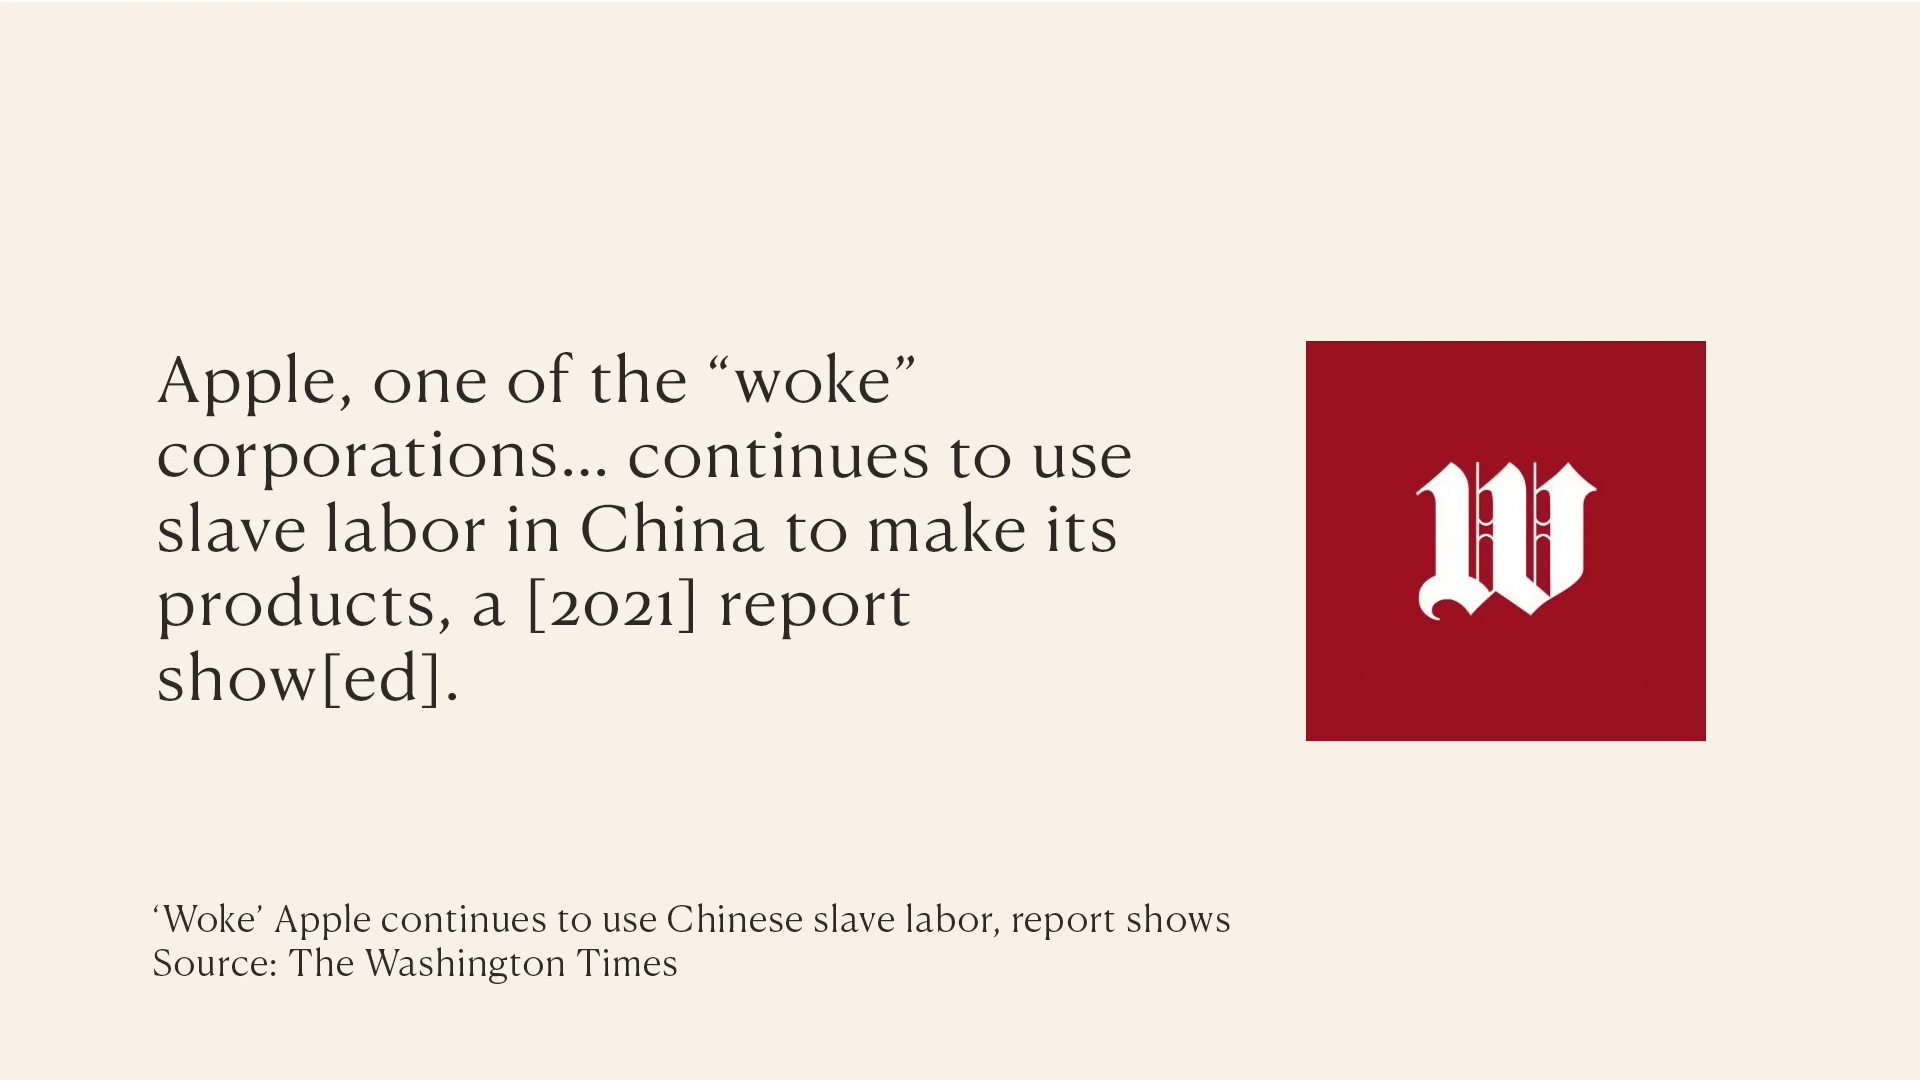 Apple, one of the “woke”
corporations... continues to use
slave labor in China to make its
products, a [2021] report
show[ed].
W
‘Woke’ Apple continues to use Chinese slave labor, report shows
Source: The Washington Times